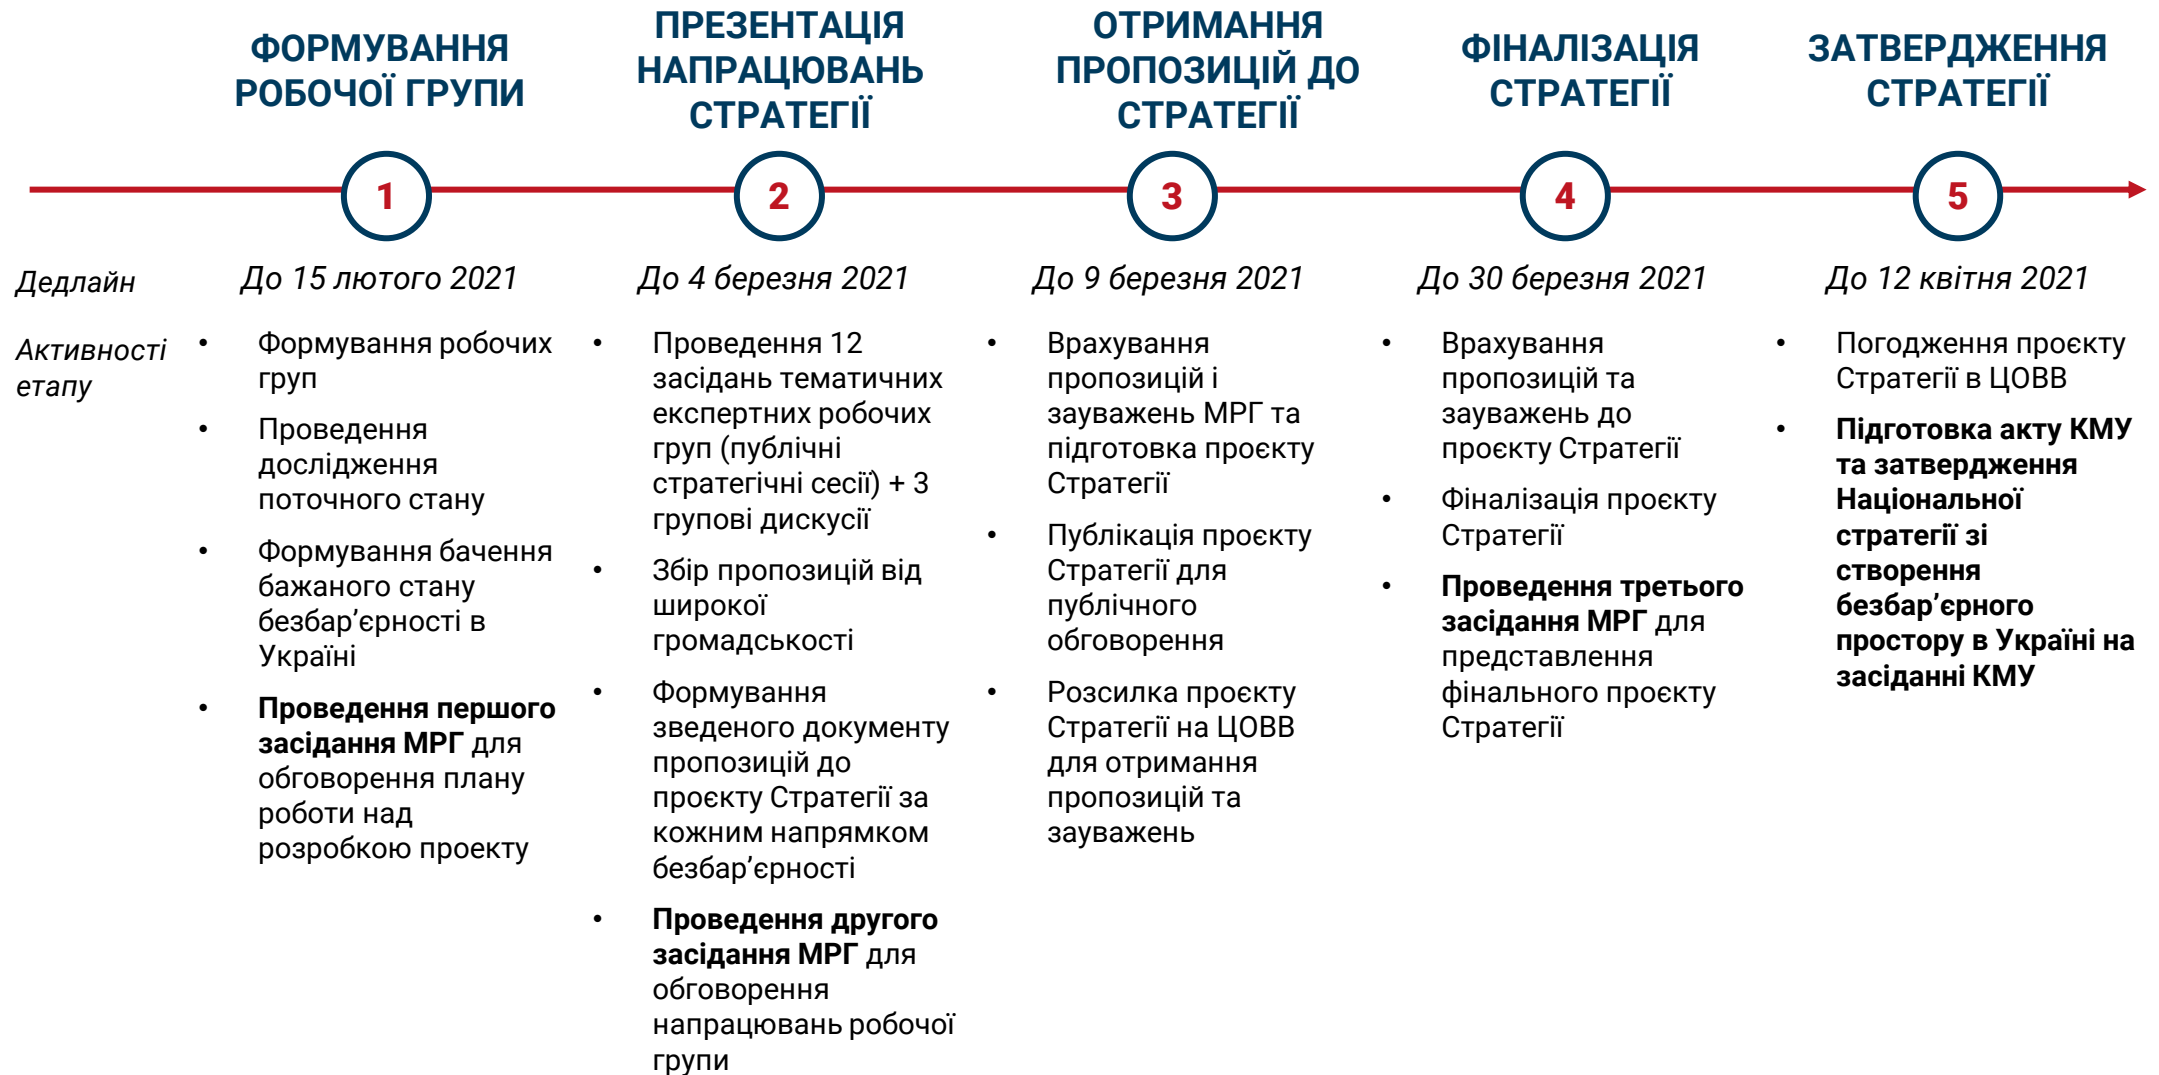 ФОРМУВАННЯ
РОБОЧОЇ ГРУПИ
ПРЕЗЕНТАЦІЯ
НАПРАЦЮВАНЬ
СТРАТЕГІЇ
ОТРИМАННЯ
ПРОПОЗИЦІЙ ДО
СТРАТЕГІЇ
ФІНАЛІЗАЦІЯ
СТРАТЕГІЇ
ЗАТВЕРДЖЕННЯ
СТРАТЕГІЇ
1
2
3
4
5
Дедлайн
До 15 лютого 2021
До 4 березня 2021
До 9 березня 2021
До 30 березня 2021
До 12 квітня 2021
Активності
етапу
• Формування робочих
груп
• Проведення
дослідження
поточного стану
• Формування бачення
бажаного стану
безбар’єрності в
Україні
• Проведення першого
засідання МРГ для
обговорення плану
роботи над
розробкою проекту
• Проведення 12
засідань тематичних
експертних робочих
груп (публічні
стратегічні сесії) + 3
групові дискусії
• Збір пропозицій від
широкої
громадськості
• Формування
зведеного документу
пропозицій до
проєкту Стратегії за
кожним напрямком
безбар’єрності
• Проведення другого
засідання МРГ для
обговорення
напрацювань робочої
групи
• Врахування
пропозицій і
зауважень МРГ та
підготовка проєкту
Стратегії
• Публікація проєкту
Стратегії для
публічного
обговорення
• Розсилка проєкту
Стратегії на ЦОВВ
для отримання
пропозицій та
зауважень
• Врахування
пропозицій та
зауважень до
проєкту Стратегії
• Фіналізація проєкту
Стратегії
• Проведення третього
засідання МРГ для
представлення
фінального проєкту
Стратегії
• Погодження проєкту
Стратегії в ЦОВВ
• Підготовка акту КМУ
та затвердження
Національної
стратегії зі
створення
безбар’єрного
простору в Україні на
засіданні КМУ